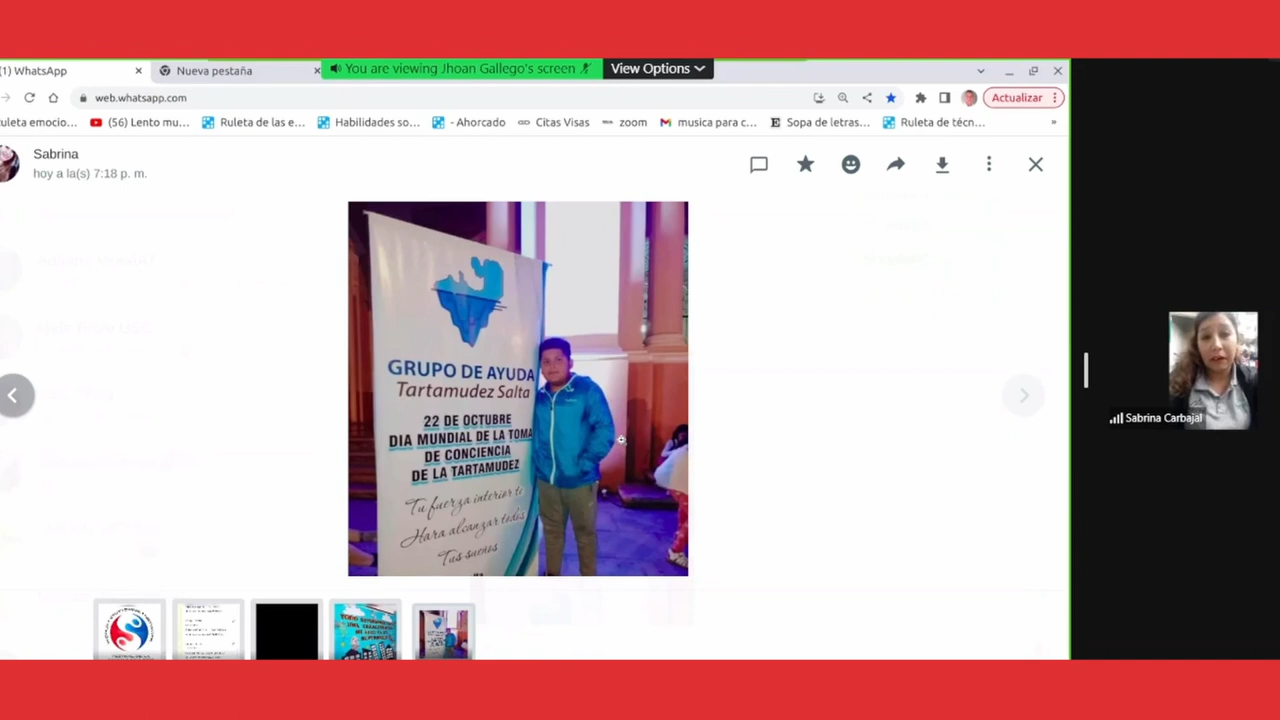 (1) WhatsApp
Nueva pestaña
You are viewing Jhoan Gallego's screen
View Options
web.whatsapp.com
Actualizar
uleta emocio...
(56) Lento mu...
Ruleta de las e...
Habilidades so...
- Ahorcado
Citas Visas
zoom
musica para c...
Sopa de letras...
Ruleta de técn...
»
Sabrina
hoy a la(s) 7:18 p. m.
GRUPO DE AYUDA
Tartamudez Salta
22 DE OCTUBRE
DIA MUNDIAL DE LA TOMA
DE CONCIENCIA
DE LA TARTAMUDEZ
Tu fuerza interior te
Hara alcanzar todos
Tus sueños
Sabrina Carbajal